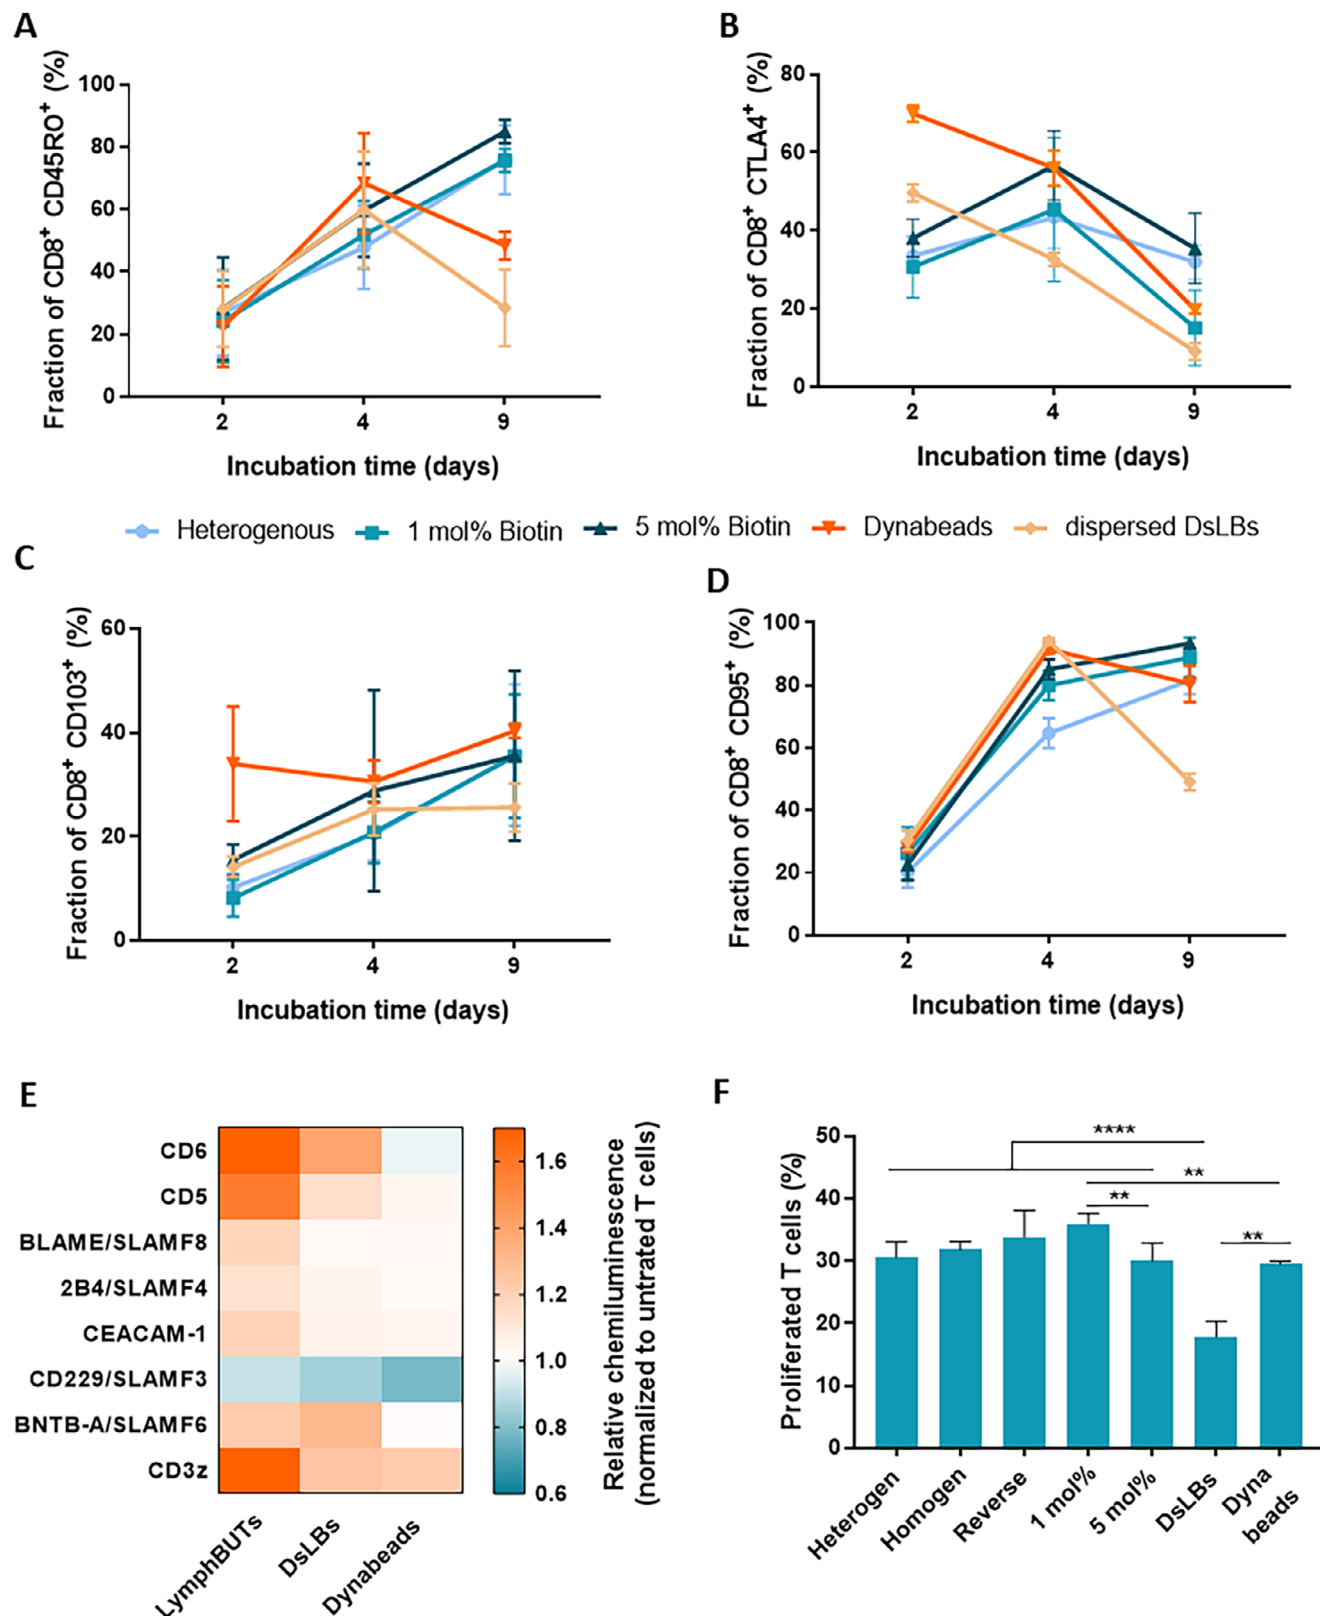 A
Fraction of CD8+ CD45RO+ (%)
100
80
60
40
20
0
2 4 9
Incubation time (days)
B
Fraction of CD8+ CTLA4+ (%)
80
60
40
20
0
2 4 9
Incubation time (days)
Heterogenous 1 mol% Biotin 5 mol% Biotin Dynabeads dispersed DsLBs
C
Fraction of CD8+ CD103+ (%)
60
40
20
0
2 4 9
Incubation time (days)
D
Fraction of CD8+ CD95+ (%)
100
80
60
40
20
0
2 4 9
Incubation time (days)
E
CD6
CD5
BLAME/SLAMF8
2B4/SLAMF4
CEACAM-1
CD229/SLAMF3
BNTB-A/SLAMF6
CD3z
LymphBUTs
DsLBs
Dynabeads
1.6
1.4
1.2
1.0
0.8
0.6
Relative chemiluminescence
(normalized to untrated T cells)
F
Proliferated T cells (%)
50
40
30
20
10
0
****
**
**
**
Heterogen
Homogen
Reverse
1 mol%
5 mol%
DsLBs
Dyna
beads